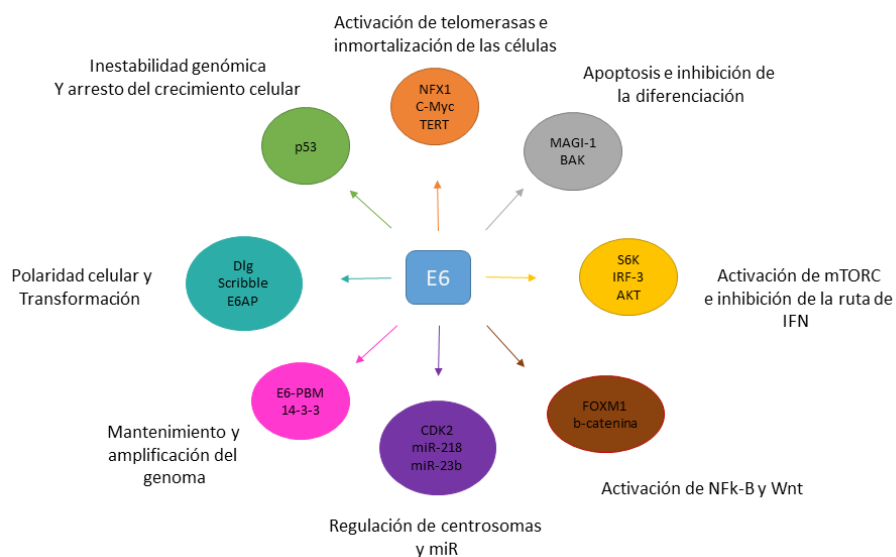 Activación de telomerasas e
inmortalización de las células
Inestabilidad genómica
Y arresto del crecimiento celular
Apoptosis e inhibición de
la diferenciación
NFX1
C-Myc
TERT
p53
MAGI-1
BAK
Polaridad celular y
Transformación
Dlg
Scribble
E6AP
E6
S6K
IRF-3
AKT
Activación de mTORC
e inhibición de la ruta de
IFN
E6-PBM
14-3-3
Mantenimiento y
amplificación del
genoma
CDK2
miR-218
miR-23b
FOXM1
b-catenina
Activación de NFk-B y Wnt
Regulación de centrosomas
y miR